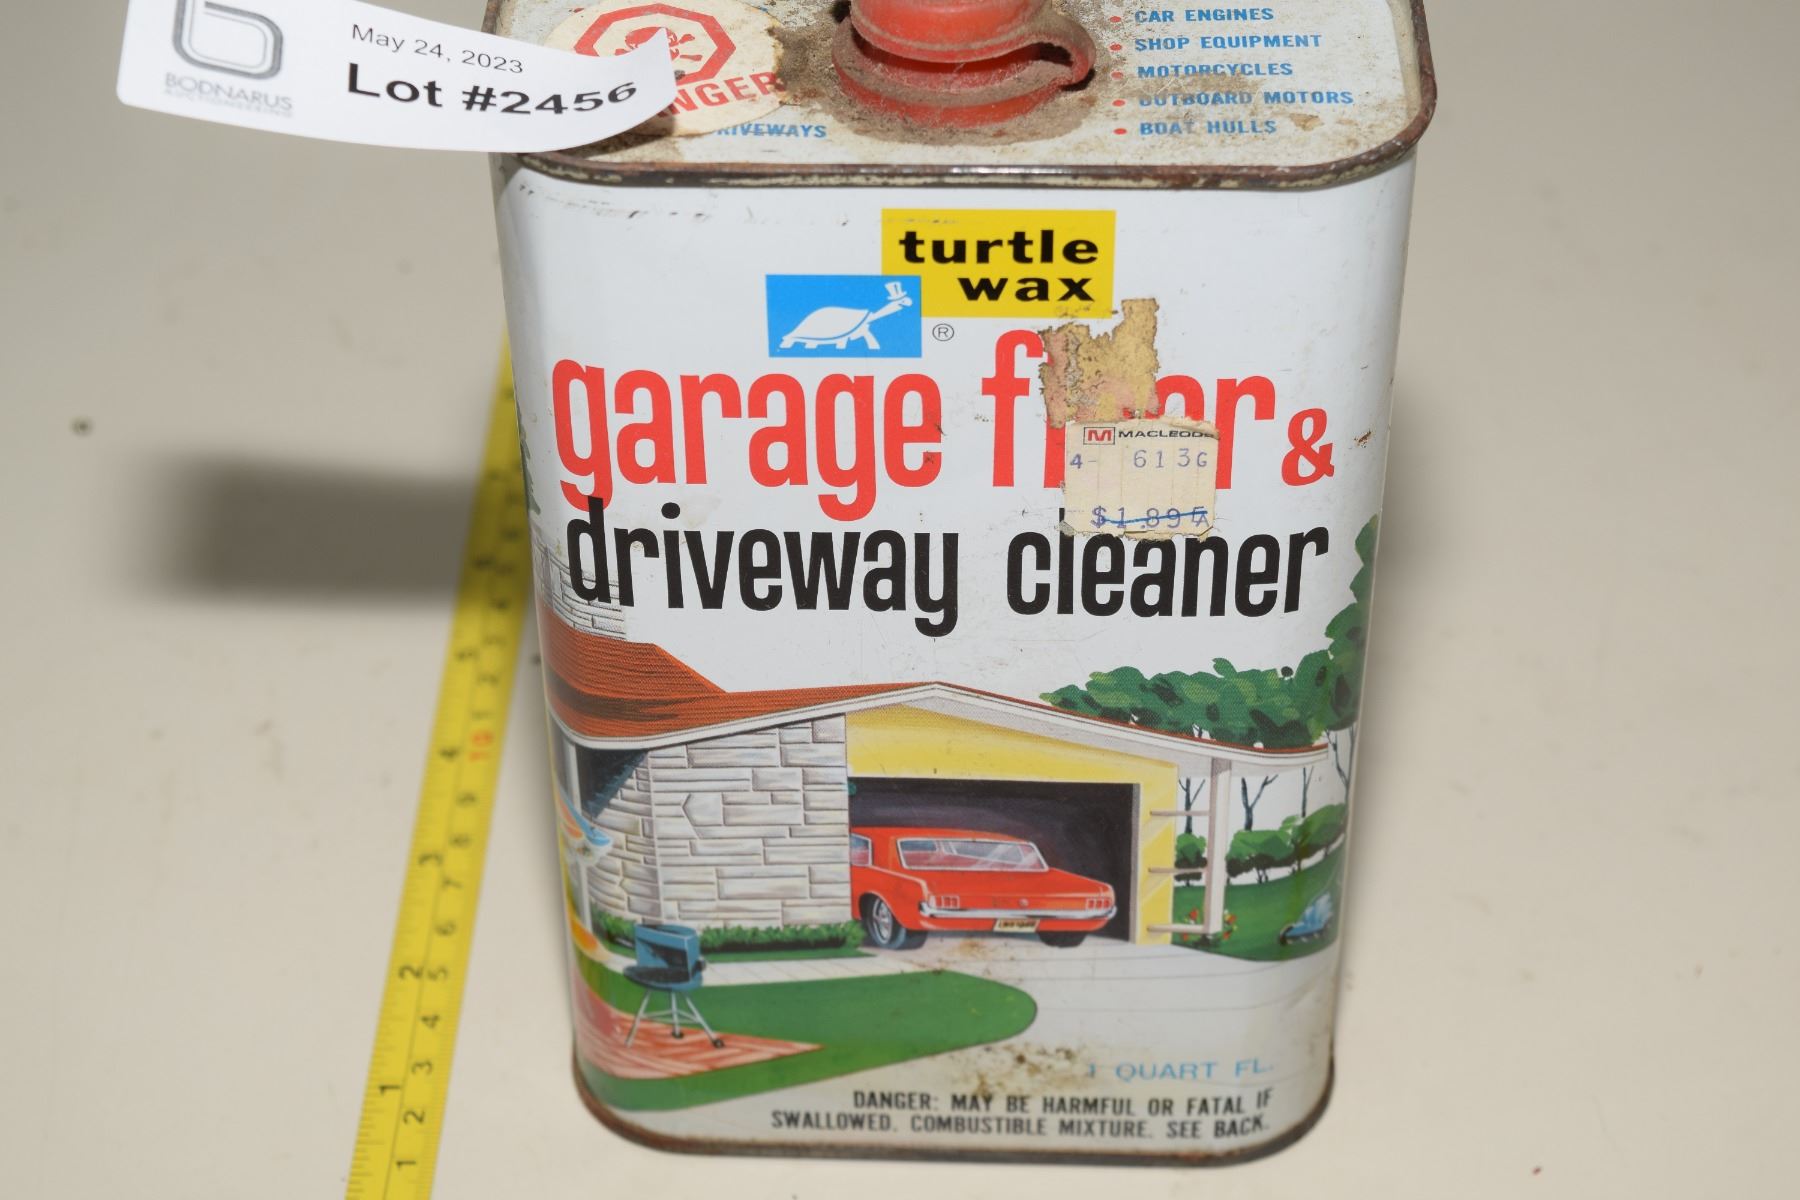 BODNARUS
AUCTIONEERING
May 24, 2023
Lot #2456
CAR ENGINES
SHOP EQUIPMENT
MOTORCYCLES
OUTBOARD MOTORS
BOAT HULLS
turtle
wax
®
garage &
MACLEODS
4- 613G
$1.89
driveway cleaner
1 QUART FL.
DANGER: MAY BE HARMFUL OR FATAL IF
SWALLOWED. COMBUSTIBLE MIXTURE. SEE BACK.